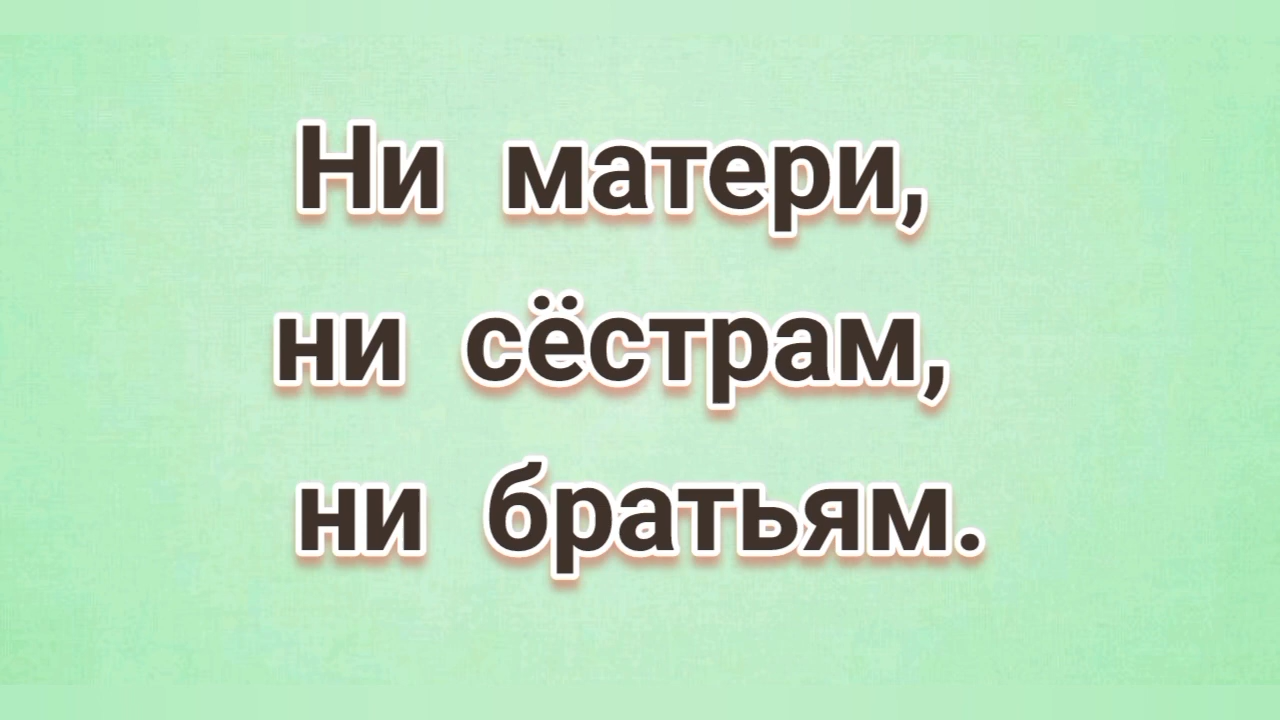 Ни матери,
ни сёстрам,
ни братьям.